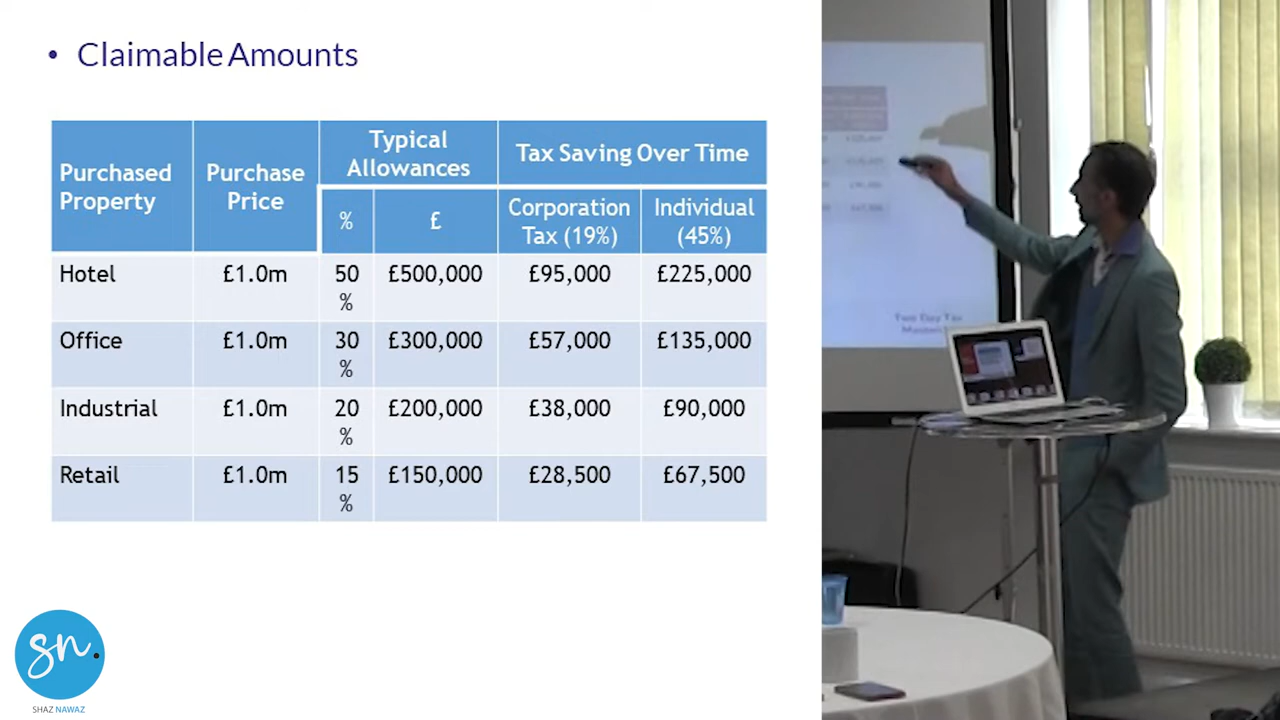 • Claimable Amounts
Purchased Property
Purchase Price
Typical Allowances
Tax Saving Over Time
%
£
Corporation Tax (19%)
Individual (45%)
Hotel £1.0m 50% £500,000 £95,000 £225,000
Office £1.0m 30% £300,000 £57,000 £135,000
Industrial £1.0m 20% £200,000 £38,000 £90,000
Retail £1.0m 15% £150,000 £28,500 £67,500
Two Day Tax
sn.
SHAZ NAWAZ